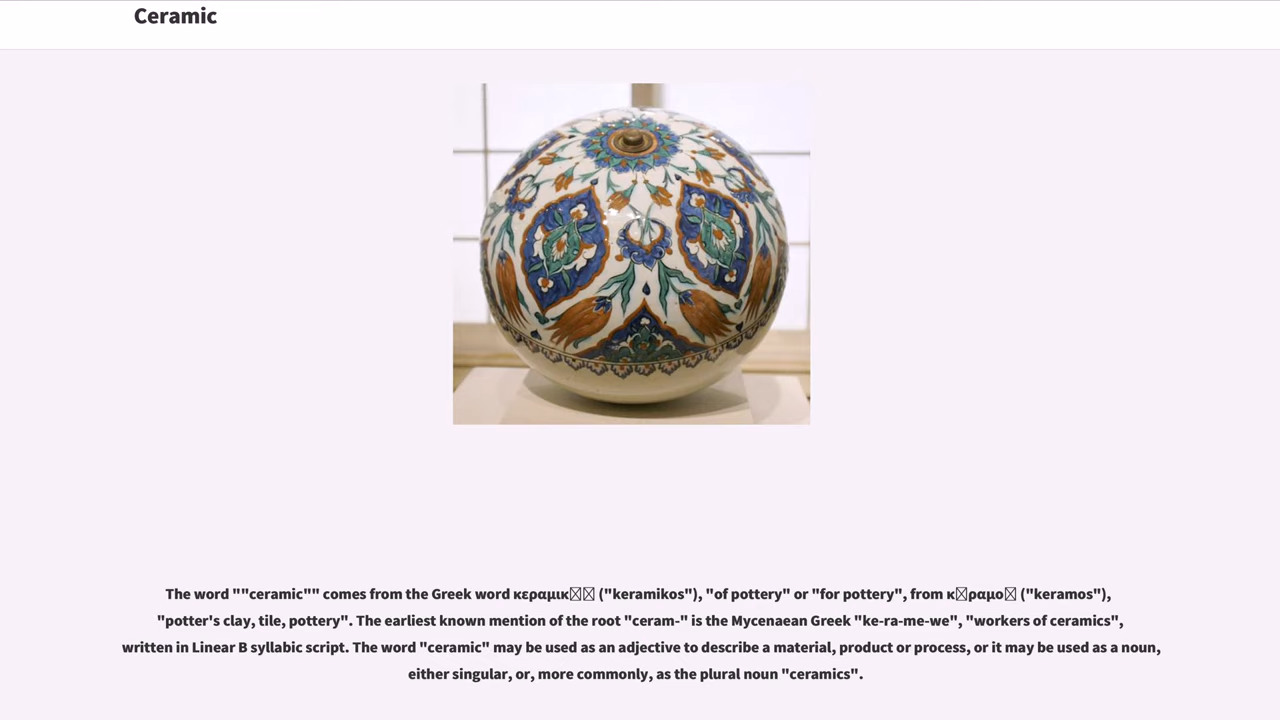 Ceramic
The word ""ceramic"" comes from the Greek word κεραμικ☒☒ ("keramikos"), "of pottery" or "for pottery", from κ☒ραμο☒ ("keramos"),
"potter's clay, tile, pottery". The earliest known mention of the root "ceram-" is the Mycenaean Greek "ke-ra-me-we", "workers of ceramics",
written in Linear B syllabic script. The word "ceramic" may be used as an adjective to describe a material, product or process, or it may be used as a noun,
either singular, or, more commonly, as the plural noun "ceramics".